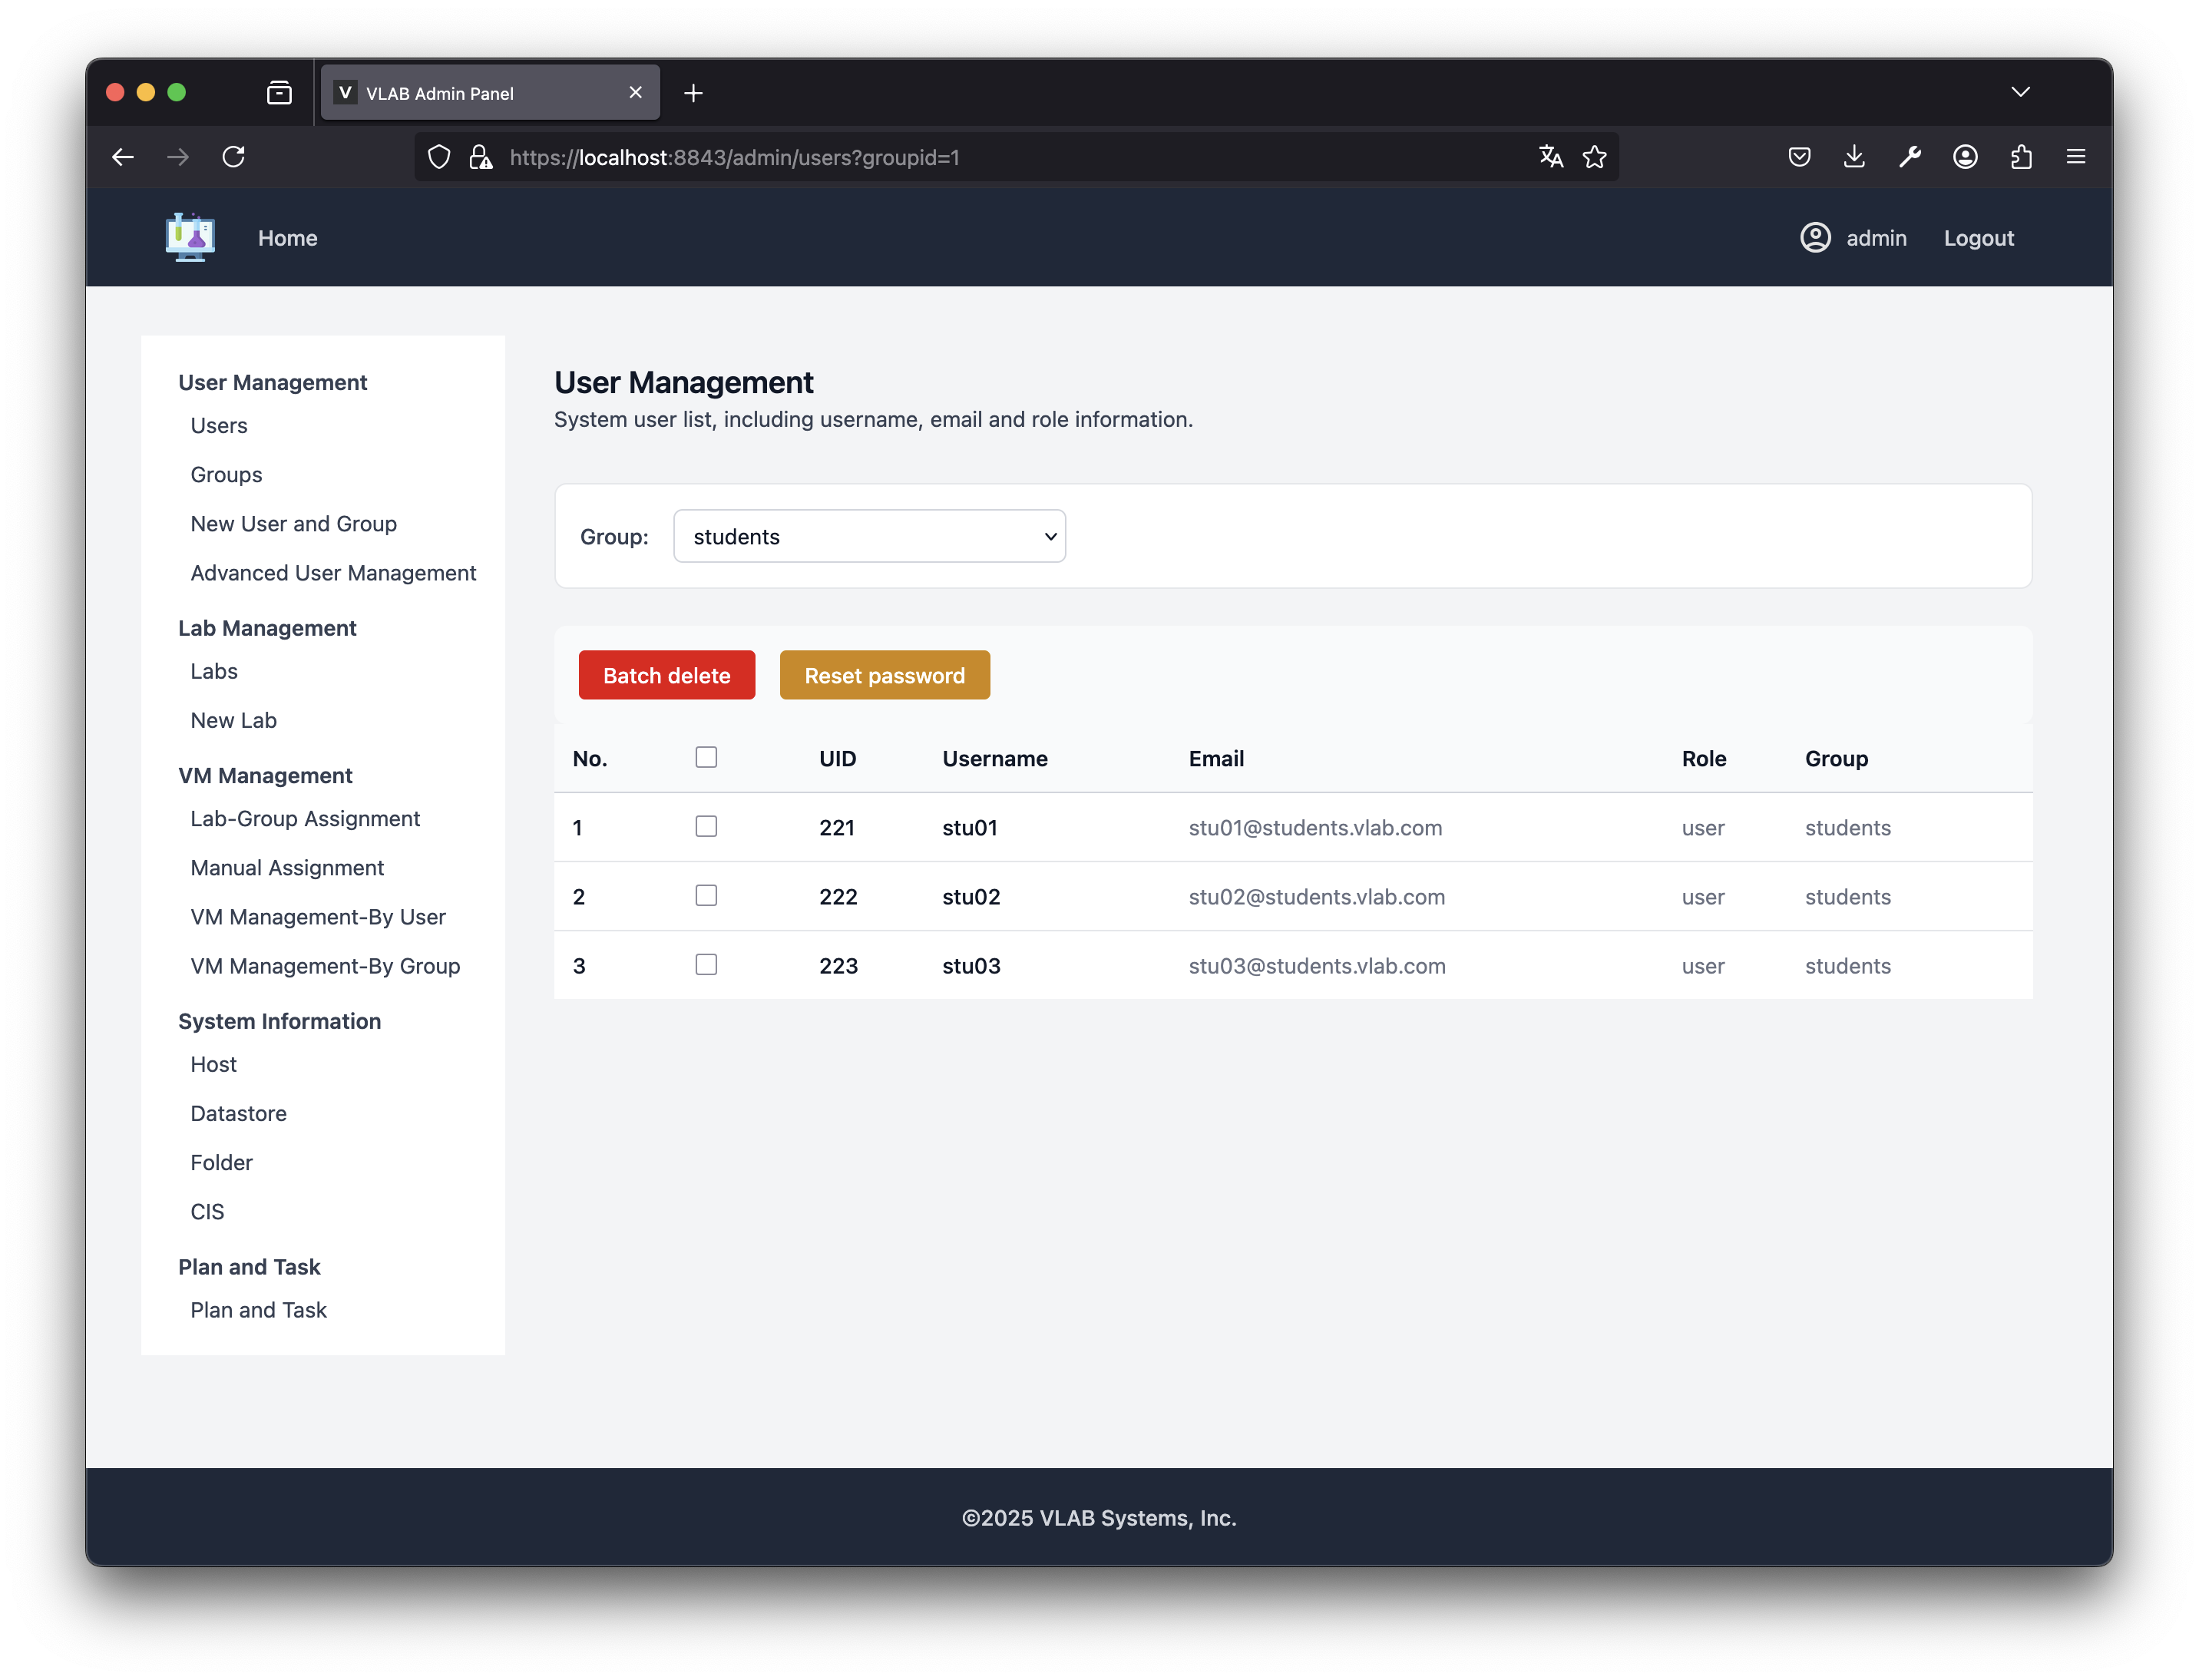 V VLAB Admin Panel
https://localhost:8843/admin/users?groupid=1
Home
admin Logout
User Management
Users
Groups
New User and Group
Advanced User Management
Lab Management
Labs
New Lab
VM Management
Lab-Group Assignment
Manual Assignment
VM Management-By User
VM Management-By Group
System Information
Host
Datastore
Folder
CIS
Plan and Task
Plan and Task
User Management
System user list, including username, email and role information.
Group: students
Batch delete Reset password
No. UID Username Email Role Group
1 221 stu01 stu01@students.vlab.com user students
2 222 stu02 stu02@students.vlab.com user students
3 223 stu03 stu03@students.vlab.com user students
©2025 VLAB Systems, Inc.